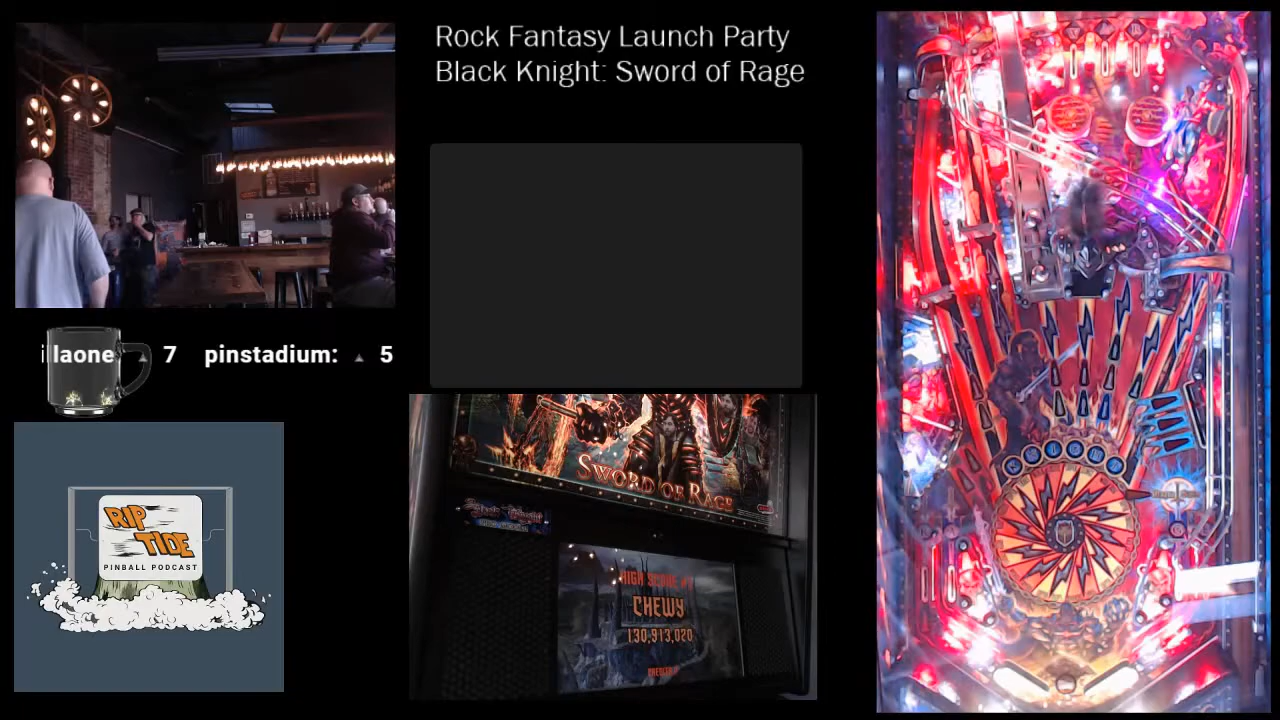 Rock Fantasy Launch Party
Black Knight: Sword of Rage
laone 7 pinstadium: 5
RIP
TIDE
PINBALL PODCAST
SWORD OF RAGE
HIGH SCORE #1
CHEWY
130,913,020
KNIGHT